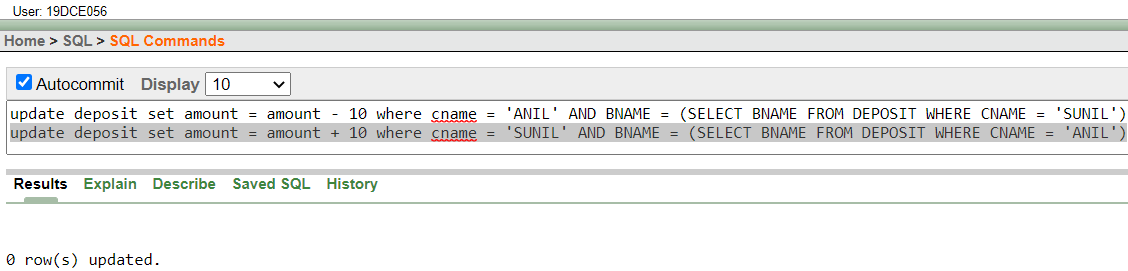 User: 19DCE056
Home > SQL > SQL Commands
Autocommit Display 10
update deposit set amount = amount - 10 where cname = 'ANIL' AND BNAME = (SELECT BNAME FROM DEPOSIT WHERE CNAME = 'SUNIL')
update deposit set amount = amount + 10 where cname = 'SUNIL' AND BNAME = (SELECT BNAME FROM DEPOSIT WHERE CNAME = 'ANIL')
Results Explain Describe Saved SQL History
0 row(s) updated.